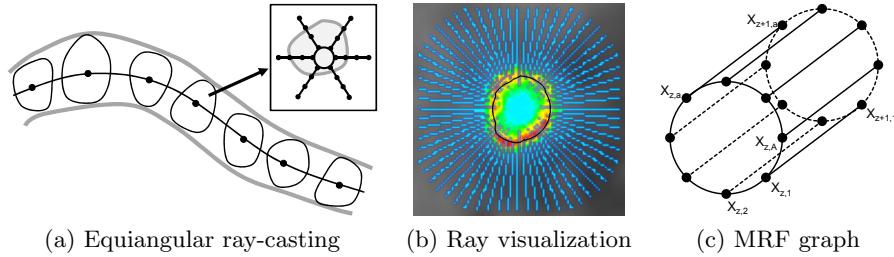 X_{z+1,a}
X_{z,a}
X_{z+1,1}
X_{z,A}
X_{z,1}
X_{z,2}
(a) Equiangular ray-casting
(b) Ray visualization
(c) MRF graph